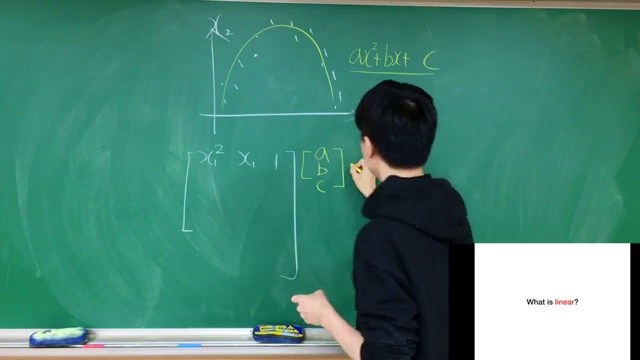 x₂
ax²+bx+ c
[x₁² x₁ 1] [a
b
c]
What is linear?